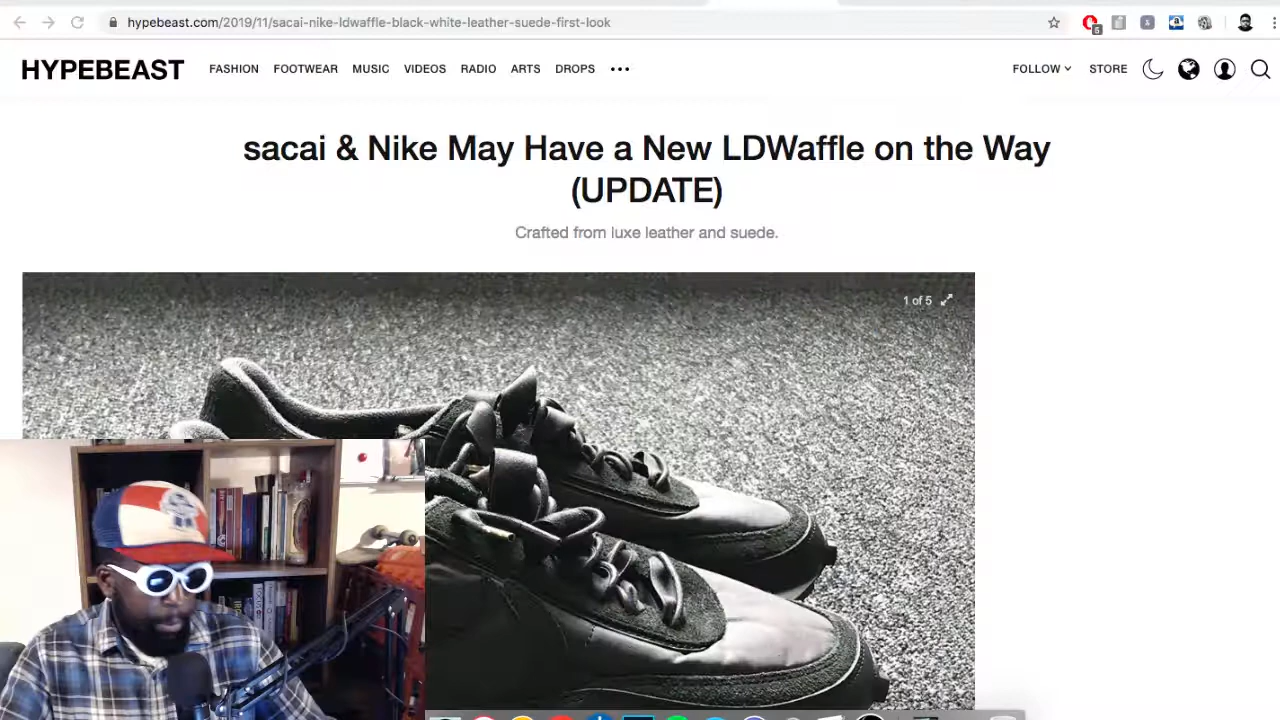 hypebeast.com/2019/11/sacai-nike-ldwaffle-black-white-leather-suede-first-look
5
HYPEBEAST FASHION FOOTWEAR MUSIC VIDEOS RADIO ARTS DROPS ••• FOLLOW STORE
sacai & Nike May Have a New LDWaffle on the Way
(UPDATE)
Crafted from luxe leather and suede.
1 of 5